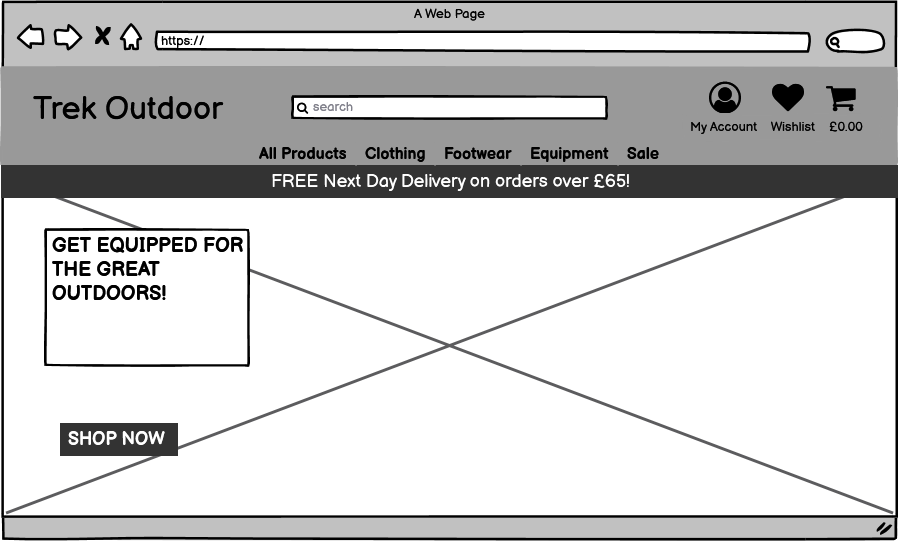 A Web Page
https://
Trek Outdoor
search
My Account
Wishlist
£0.00
All Products
Clothing
Footwear
Equipment
Sale
FREE Next Day Delivery on orders over £65!
GET EQUIPPED FOR
THE GREAT
OUTDOORS!
SHOP NOW